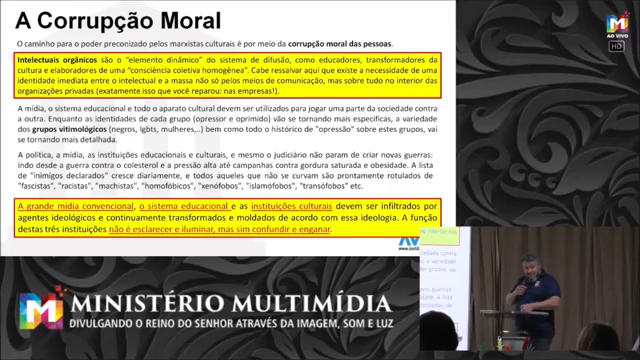 A Corrupção Moral
O caminho para o poder preconizado pelos marxistas culturais é por meio da corrupção moral das pessoas.
Intelectuais orgânicos são o "elemento dinâmico" do sistema de difusão, como educadores, transformadores da
cultura e elaboradores de uma "consciência coletiva homogênea". Cabe ressalvar aqui que existe a necessidade de uma
identidade imediata entre o intelectual e a massa não só pelos meios de comunicação, mas sobre tudo no interior das
organizações privadas (exatamente isso que você reparou: nas empresas!).
A mídia, o sistema educacional e todo o aparato cultural devem ser utilizados para jogar uma parte da sociedade contra
a outra. Enquanto as identidades de cada grupo (opressor e oprimido) vão se tornando mais específicas, a variedade
dos grupos vitimológicos (negros, lgbts, mulheres,..) bem como todo o histórico de "opressão" sobre estes grupos, vai
se tornando mais detalhada.
A política, a mídia, as instituições educacionais e culturais, e mesmo o judiciário não param de criar novas guerras:
indo desde a guerra contra o colesterol e a pressão alta até campanhas contra gordura saturada e obesidade. A lista
de "inimigos declarados" cresce diariamente, e todos aqueles que não se curvam são prontamente rotulados de
"fascistas", "racistas", "machistas", "homofóbicos", "xenófobos", "islamófobos", "transófobos" etc.
A grande mídia convencional, o sistema educacional e as instituições culturais devem ser infiltrados por
agentes ideológicos e continuamente transformados e moldados de acordo com essa ideologia. A função
destas três instituições não é esclarecer e iluminar, mas sim confundir e enganar.
M
AO VIVO
HD
MINISTÉRIO MULTIMÍDIA
DIVULGANDO O REINO DO SENHOR ATRAVÉS DA IMAGEM, SOM E LUZ